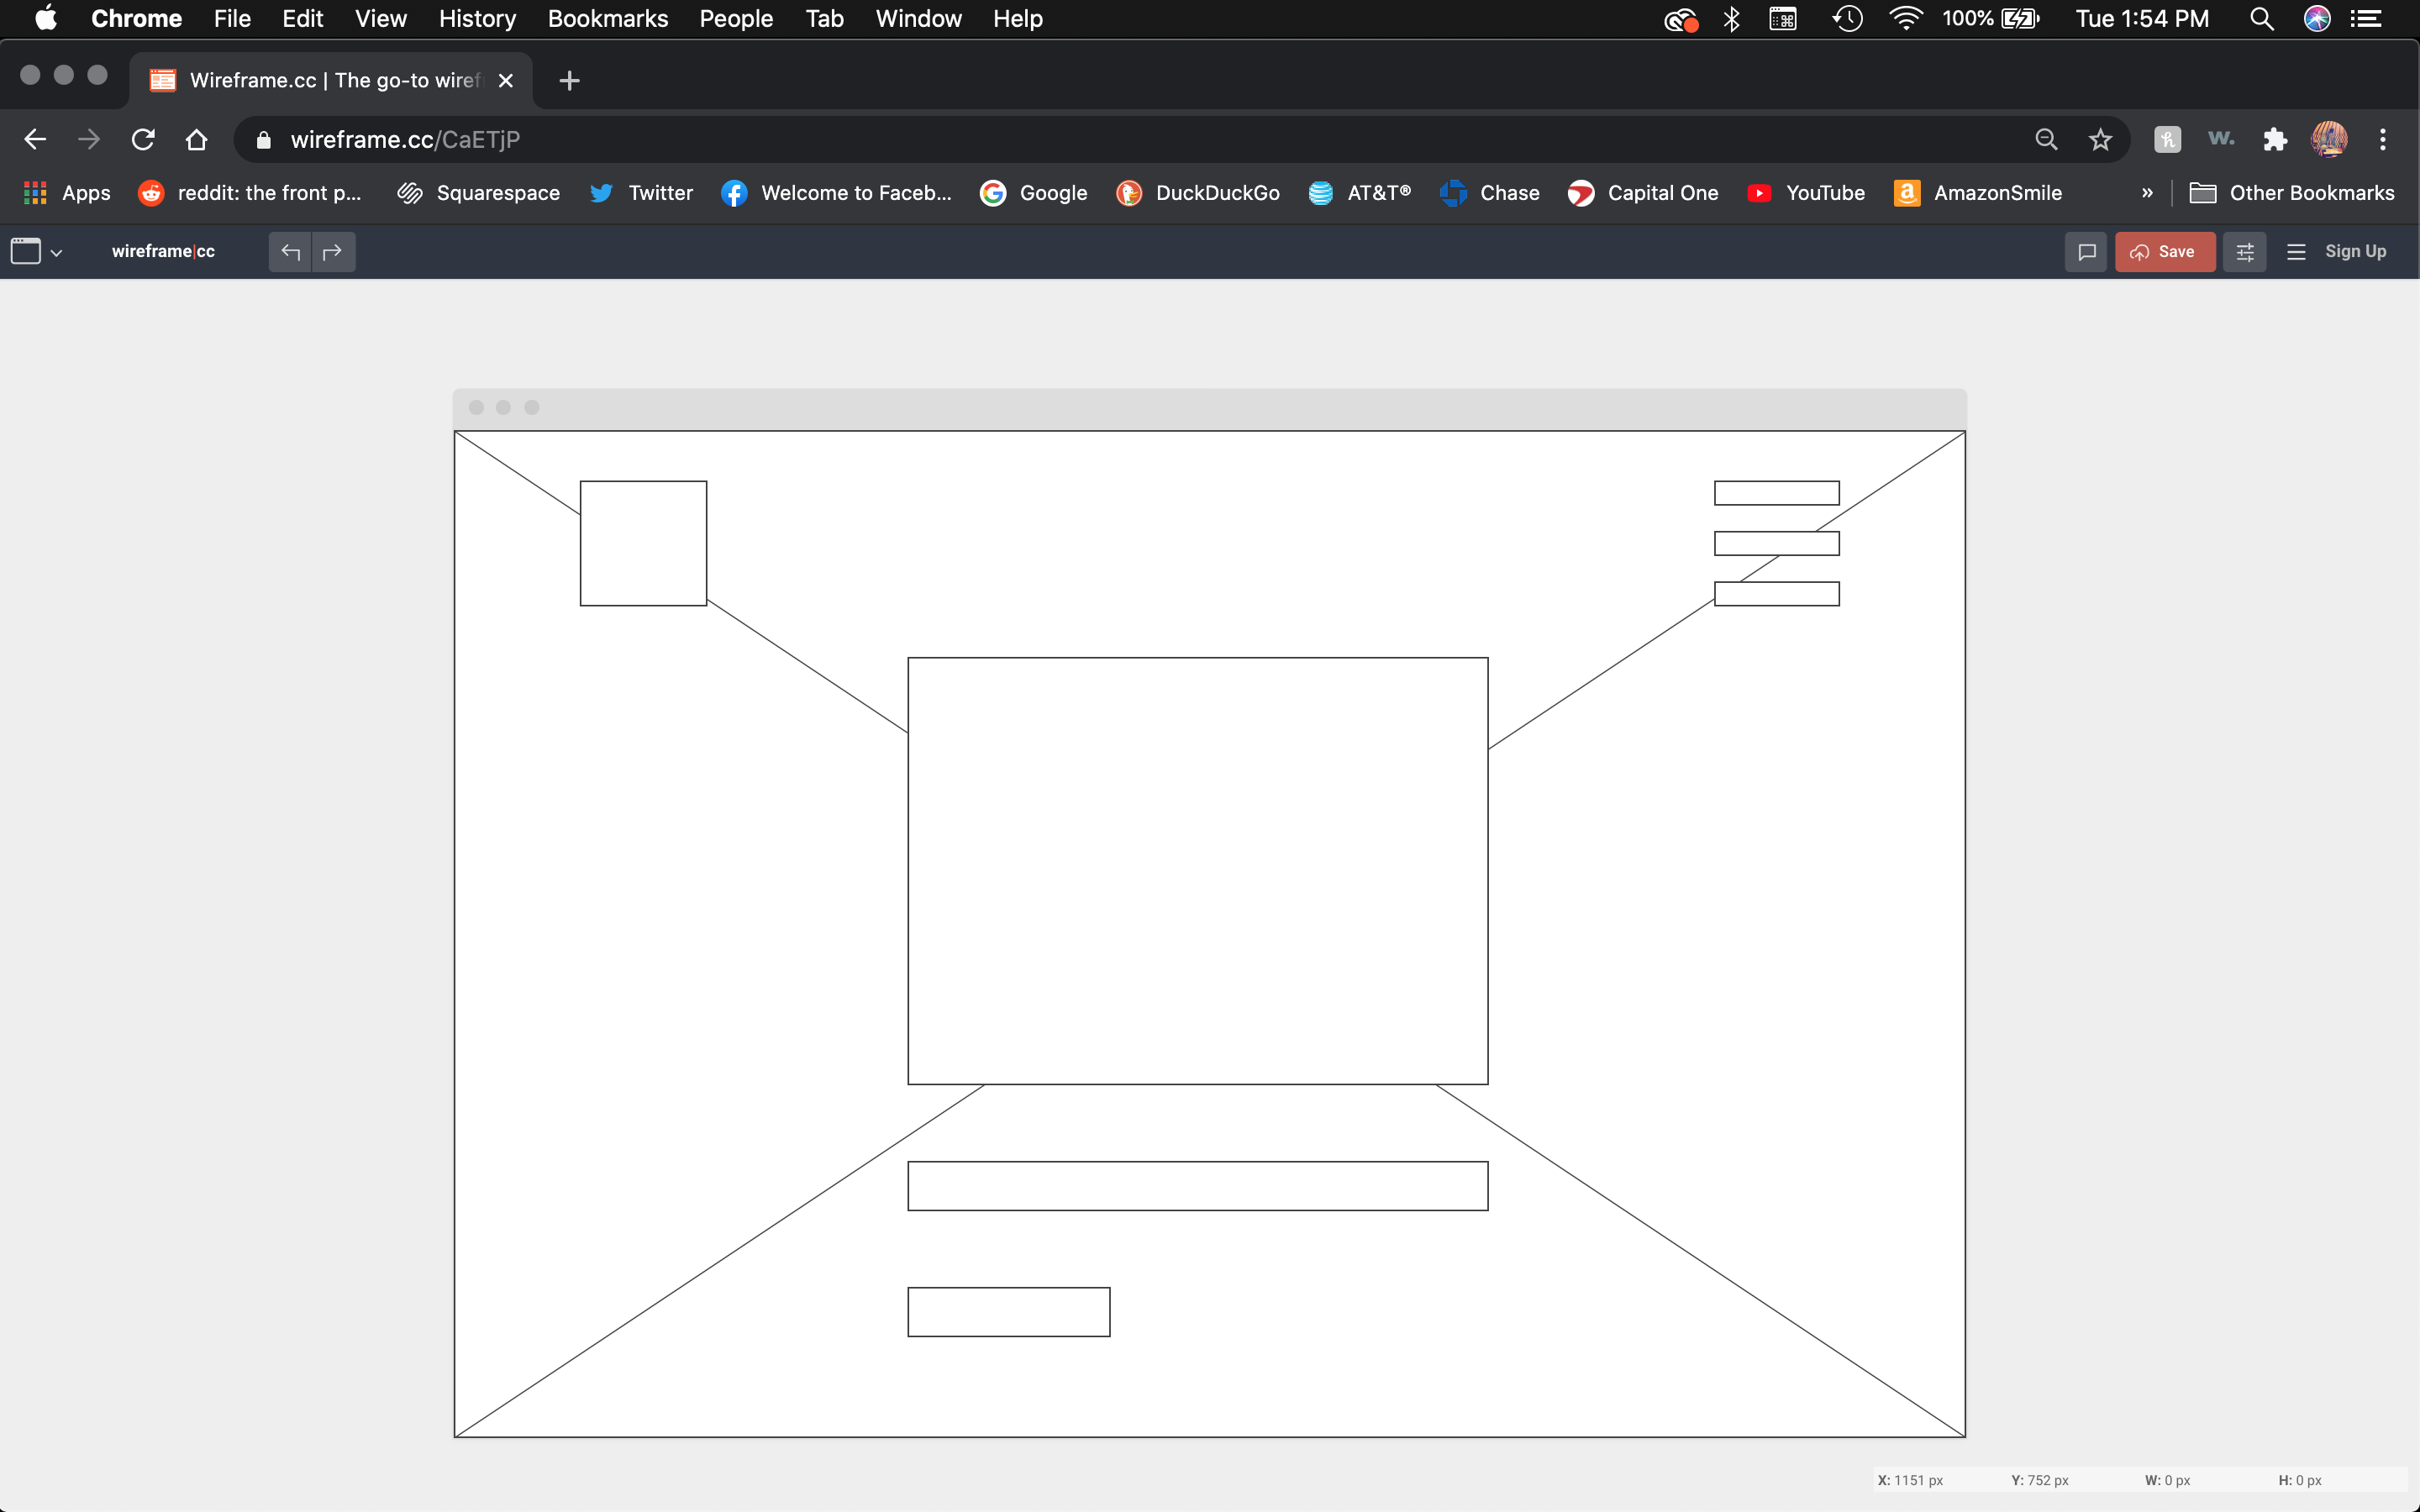 Chrome File Edit View History Bookmarks People Tab Window Help 100% Tue 1:54 PM
Wireframe.cc | The go-to wiref
wireframe.cc/CaETjP
Apps reddit: the front p... Squarespace Twitter Welcome to Faceb... Google DuckDuckGo AT&T® Chase Capital One YouTube AmazonSmile » Other Bookmarks
wireframe|cc Save Sign Up
X: 1151 px Y: 752 px W: 0 px H: 0 px